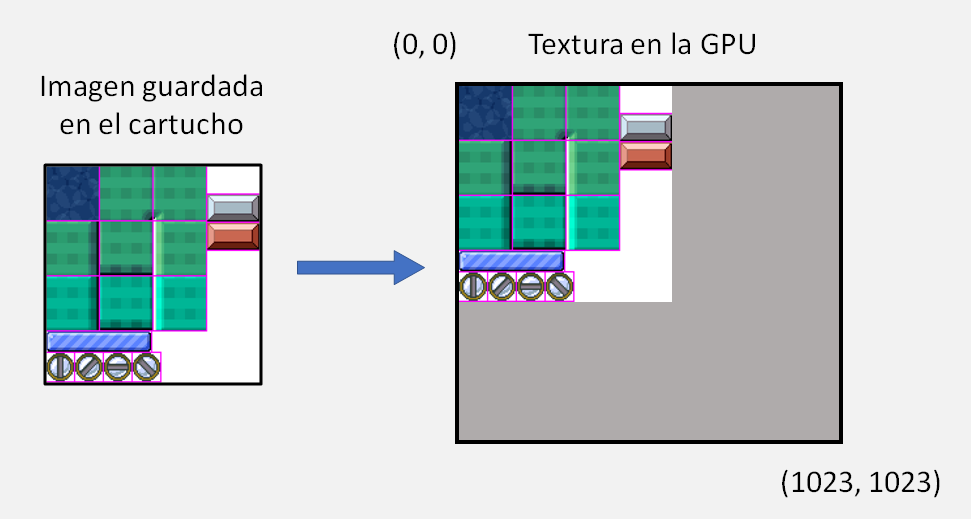 (0, 0)
Textura en la GPU
Imagen guardada
en el cartucho
(1023, 1023)